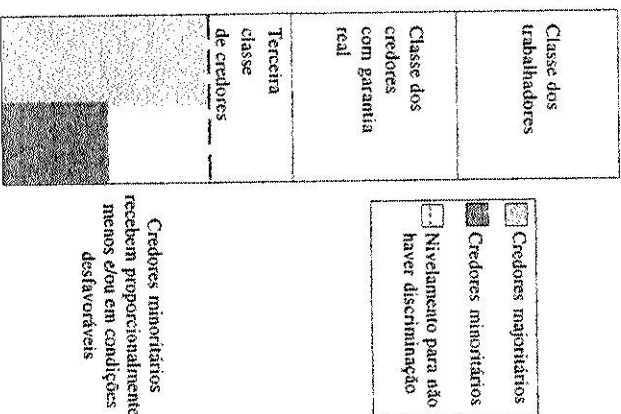 Classe dos
trabalhadores
Classe dos
credores
com garantia
real
Terceira
classe
de credores
Credores majoritários
Credores minoritários
Nivelamento para não
haver discriminação
Credores minoritários
recebem proporcionalmente
menos e/ou em condições
desfavoráveis